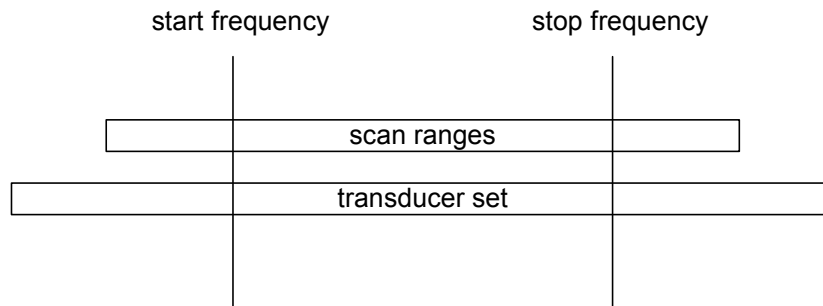 start frequency
stop frequency
scan ranges
transducer set